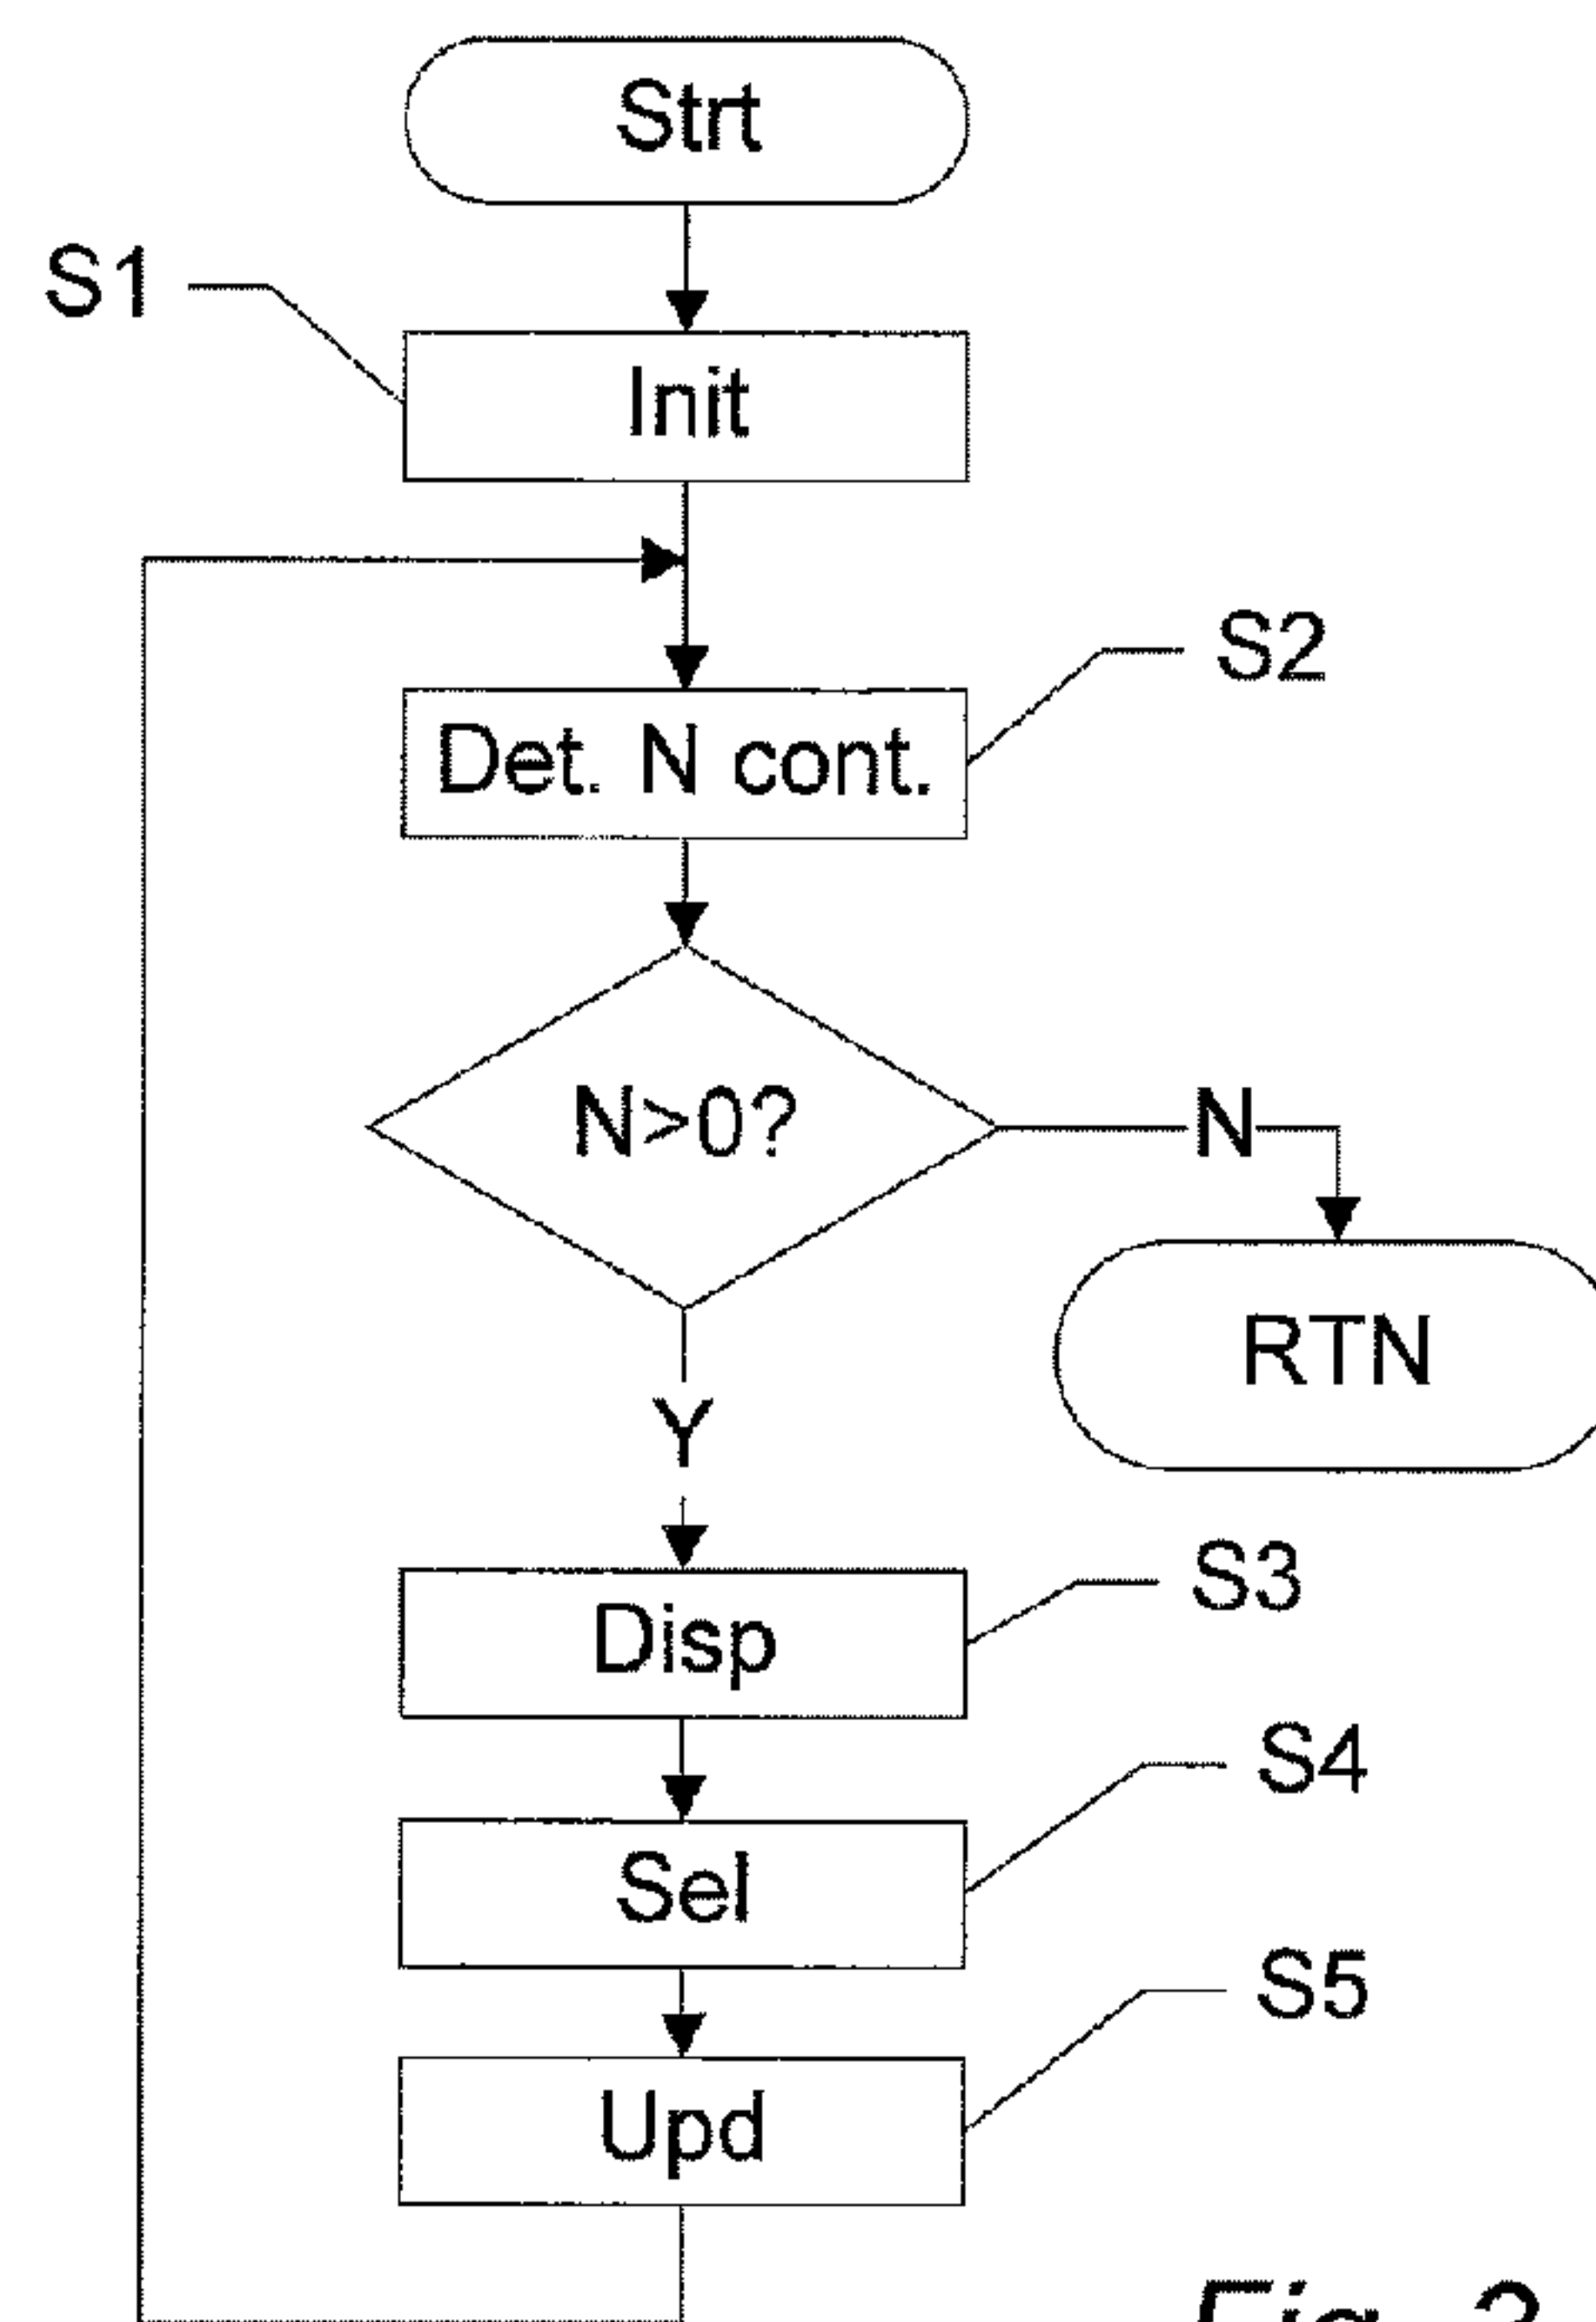 Strt
S1
Init
S2
Det. N cont.
N>0?
N
RTN
Y
S3
Disp
S4
Sel
S5
Upd